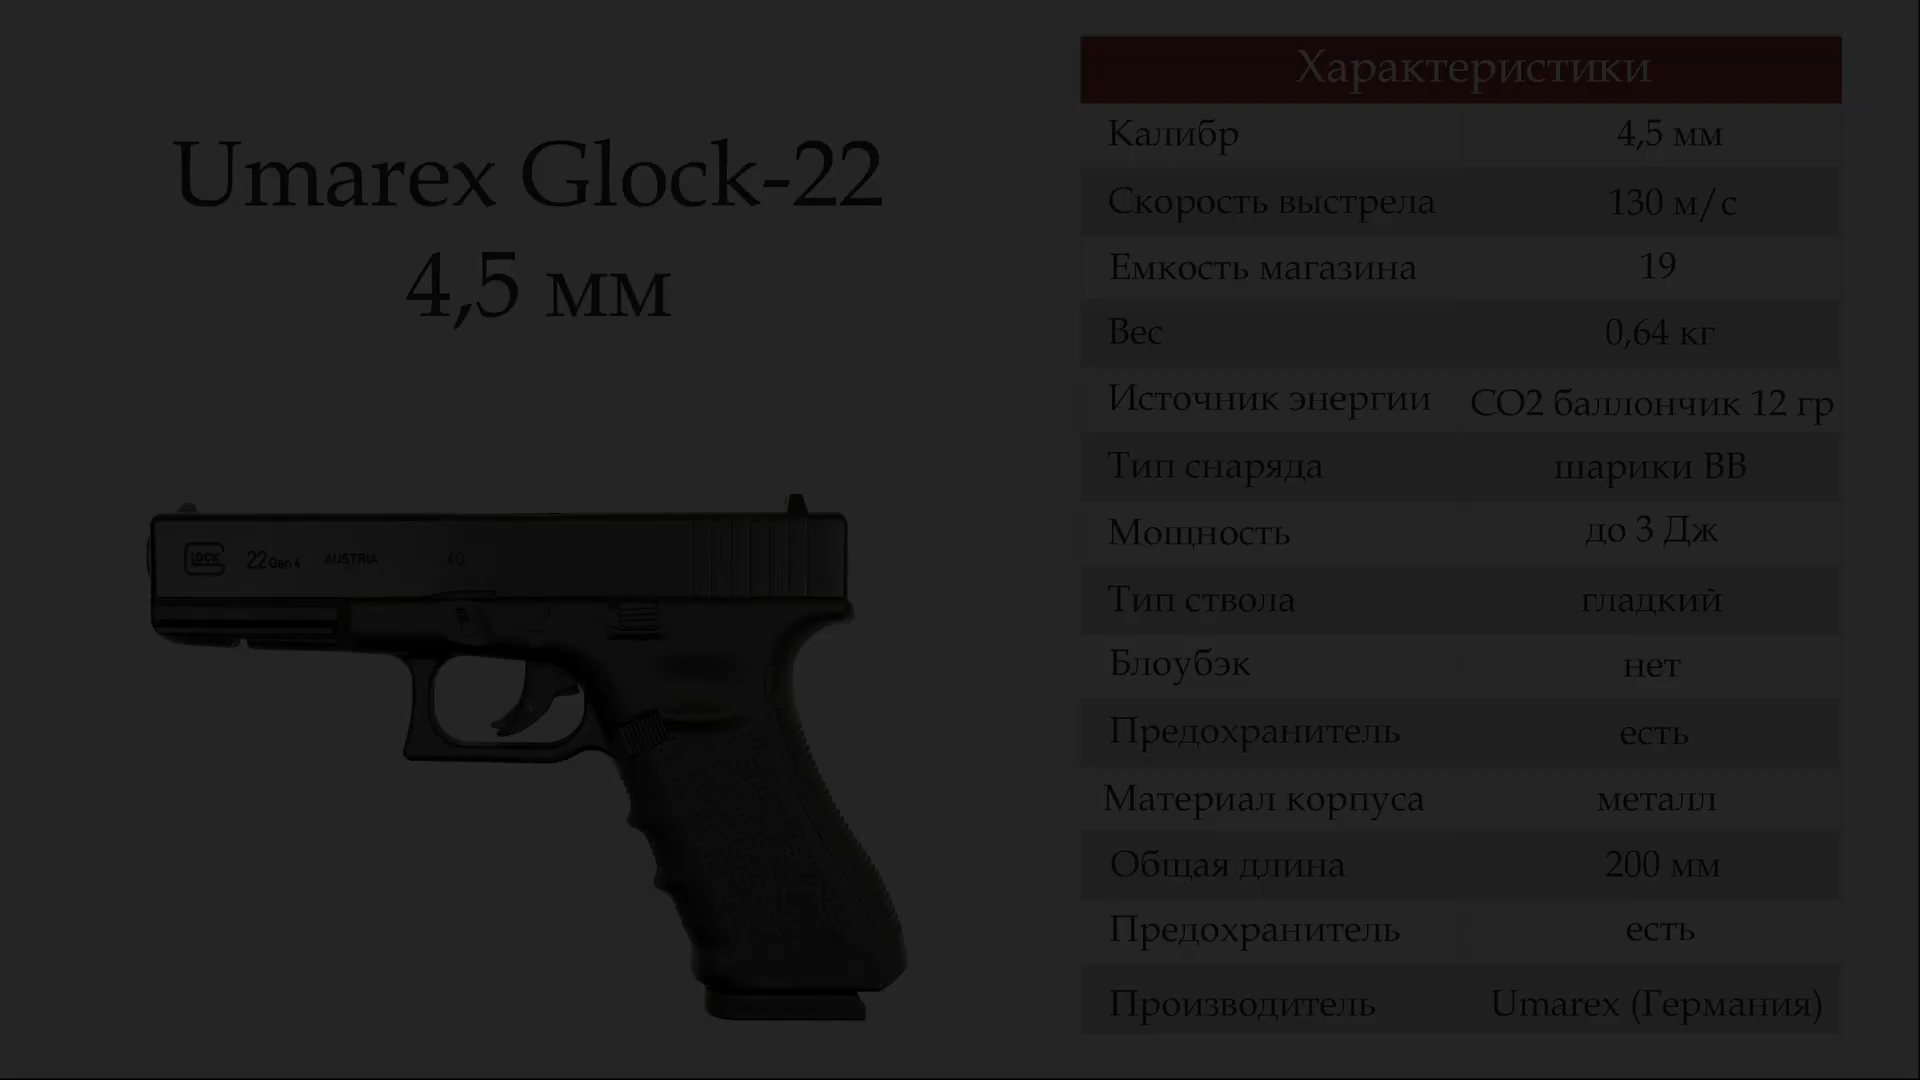 Umarex Glock-22
4,5 мм
GLOCK 22 Gen 4 AUSTRIA 40
Характеристики
Калибр 4,5 мм
Скорость выстрела 130 м/с
Емкость магазина 19
Вес 0,64 кг
Источник энергии CO2 баллончик 12 гр
Тип снаряда шарики ВВ
Мощность до 3 Дж
Тип ствола гладкий
Блоубэк нет
Предохранитель есть
Материал корпуса металл
Общая длина 200 мм
Предохранитель есть
Производитель Umarex (Германия)